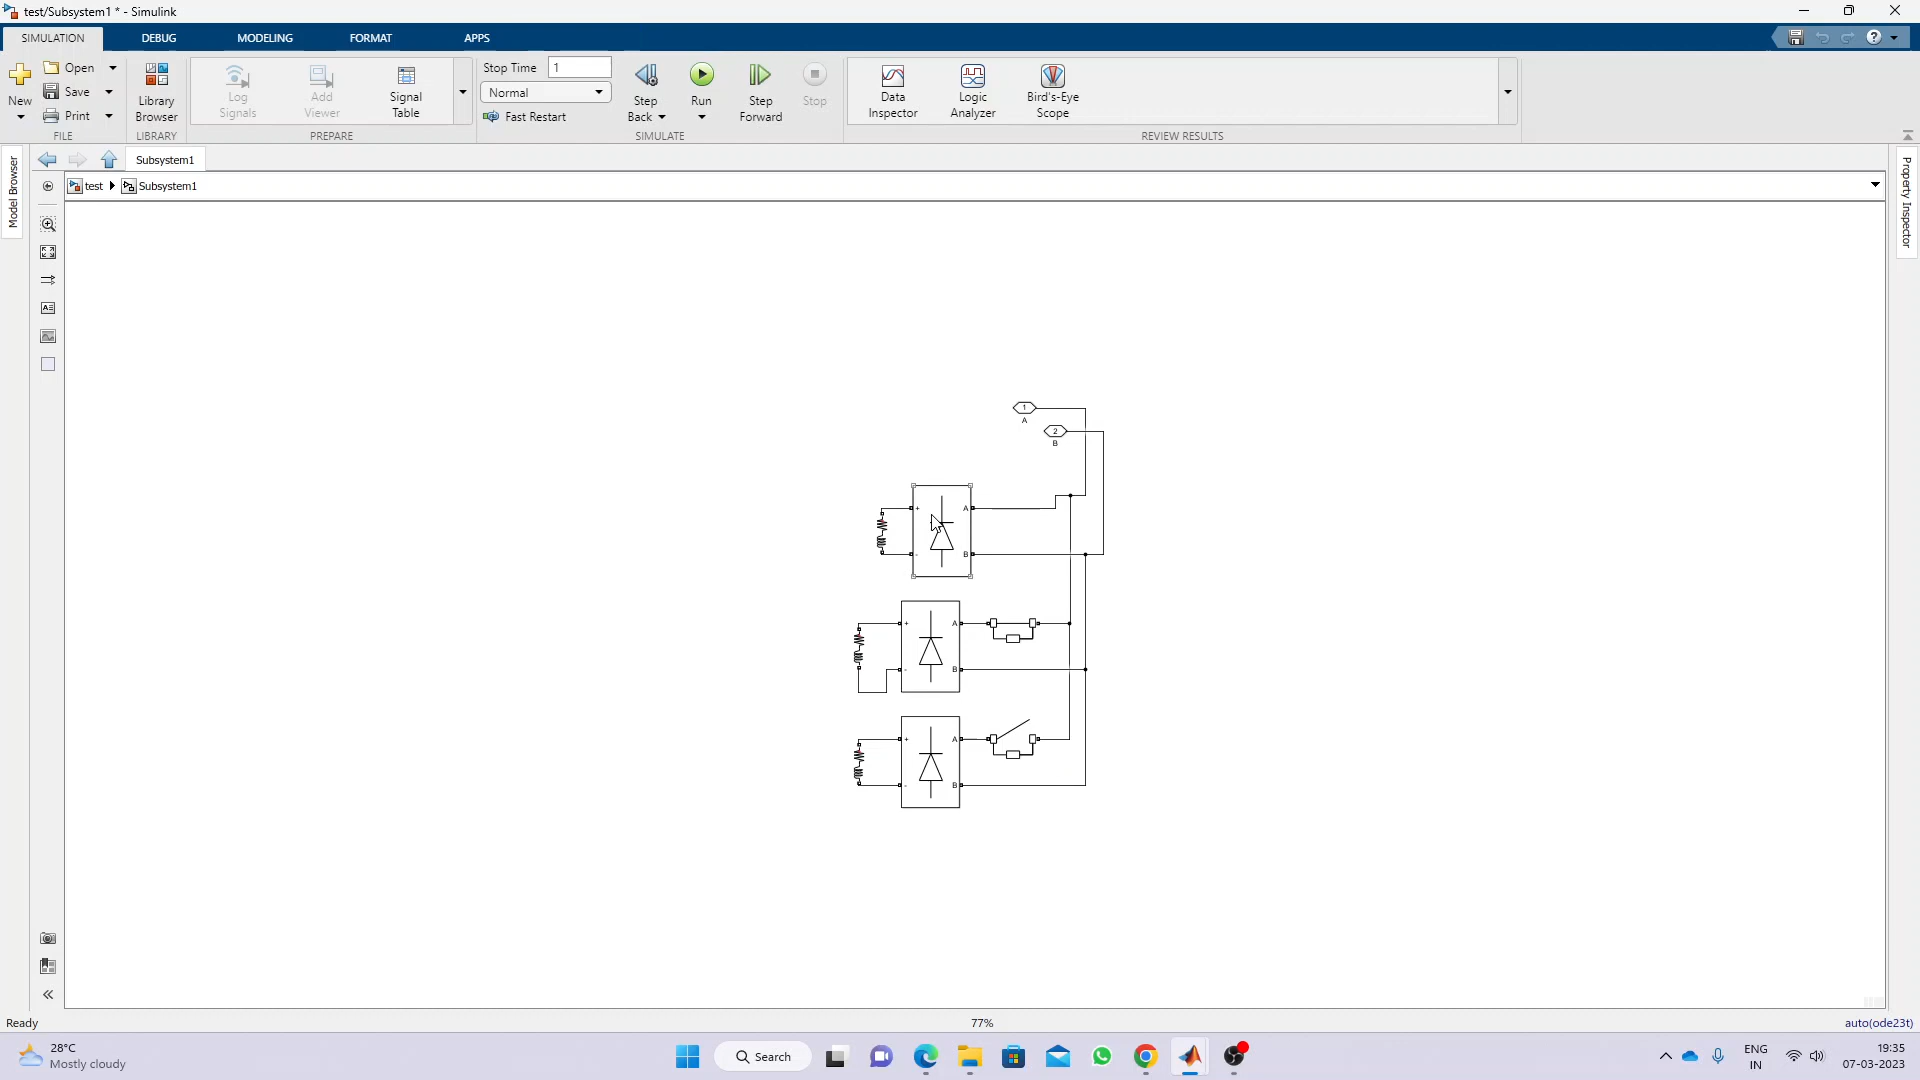 test/Subsystem1 * - Simulink
SIMULATION DEBUG MODELING FORMAT APPS
New
Open
Save
Print
FILE
Library
Browser
LIBRARY
Log
Signals
Add
Viewer
Signal
Table
PREPARE
Stop Time 1
Normal
Fast Restart
Step
Back
Run
Step
Forward
Stop
SIMULATE
Data
Inspector
Logic
Analyzer
Bird's-Eye
Scope
REVIEW RESULTS
Subsystem1
test Subsystem1
Model Browser
Property Inspector
1
A
2
B
+ A
- B
+ A
- B
+ A
- B
Ready
77%
auto(ode23t)
28°C
Mostly cloudy
Search
ENG
IN
19:35
07-03-2023